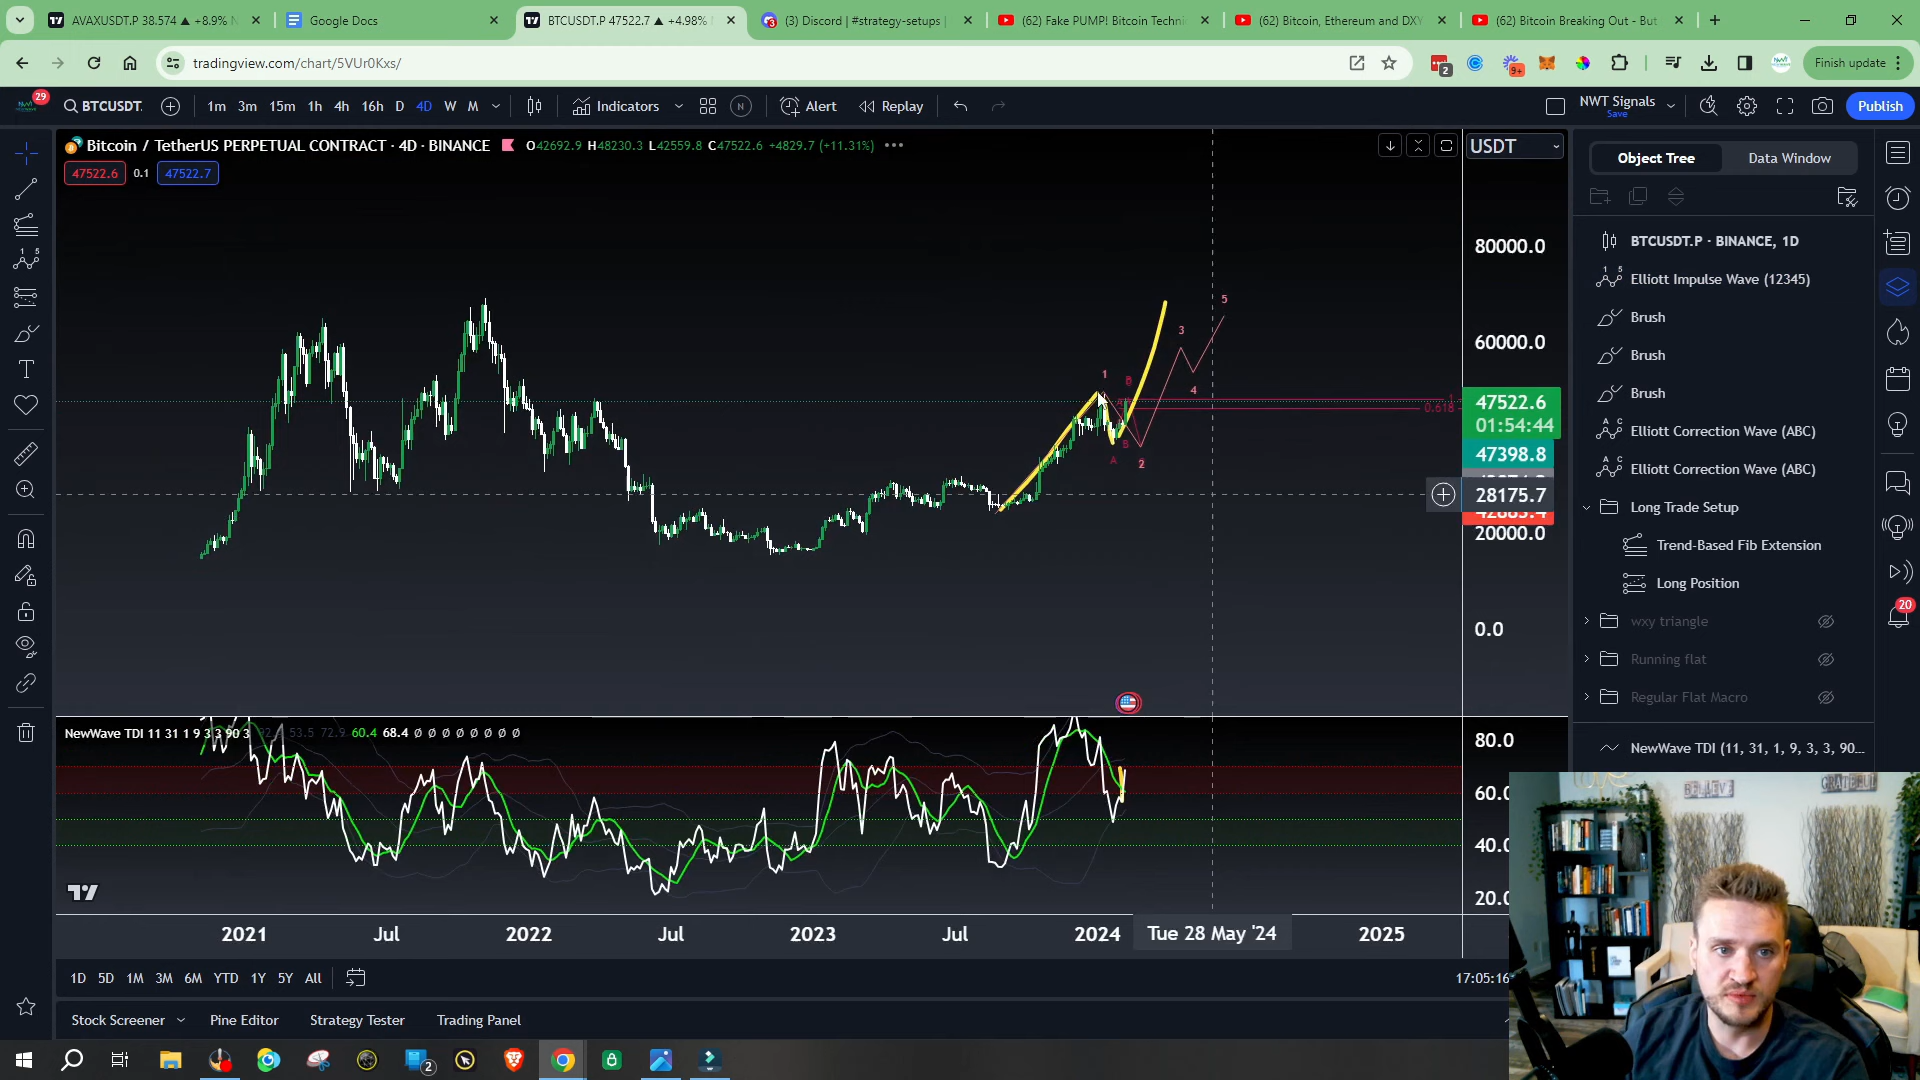 AVAXUSDT.P 38.574 ▲ +8.9%
Google Docs
BTCUSDT.P 47522.7 ▲ +4.98%
(3) Discord | #strategy-setups |
(62) Fake PUMP! Bitcoin Techni
(62) Bitcoin, Ethereum and DXY
(62) Bitcoin Breaking Out - But
tradingview.com/chart/5VUr0Kxs/
2
9+
Finish update
29
BTCUSDT.
1m 3m 15m 1h 4h 16h D 4D W M
Indicators
N
Alert
Replay
NWT Signals
Save
Publish
Bitcoin / TetherUS PERPETUAL CONTRACT · 4D · BINANCE
O42692.9 H48230.3 L42559.8 C47522.6 +4829.7 (+11.31%)
USDT
47522.6 0.1 47522.7
Object Tree
Data Window
BTCUSDT.P · BINANCE, 1D
Elliott Impulse Wave (12345)
Brush
Brush
Brush
Elliott Correction Wave (ABC)
Elliott Correction Wave (ABC)
Long Trade Setup
Trend-Based Fib Extension
Long Position
wxy triangle
Running flat
Regular Flat Macro
NewWave TDI (11, 31, 1, 9, 3, 3, 90...
20
80000.0
60000.0
47522.6
01:54:44
47398.8
28175.7
20000.0
0.0
5
3
1
4
B
A
2
1
0.618
NewWave TDI 11 31 1 9 3 3 90 3
53.5 72.9 60.4 68.4 ø ø ø ø ø ø ø ø
80.0
60.0
40.0
20.0
2021 Jul 2022 Jul 2023 Jul 2024 Tue 28 May '24 2025
1D 5D 1M 3M 6M YTD 1Y 5Y All
17:05:16
Stock Screener
Pine Editor
Strategy Tester
Trading Panel
BELIEVE
GRATEFUL
2